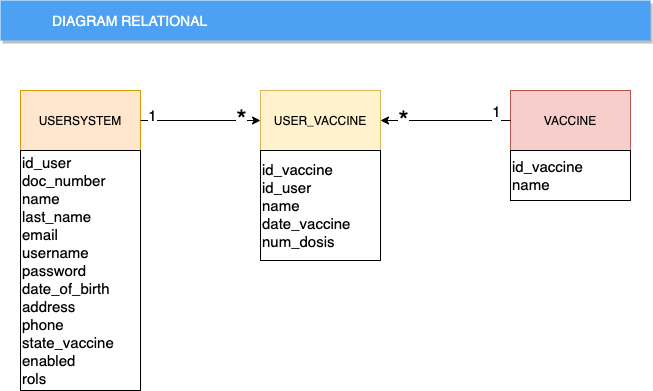 DIAGRAM RELATIONAL
USERSYSTEM
1
*
USER_VACCINE
*
1
VACCINE
id_user
doc_number
name
last_name
email
username
password
date_of_birth
address
phone
state_vaccine
enabled
rols
id_vaccine
id_user
name
date_vaccine
num_dosis
id_vaccine
name